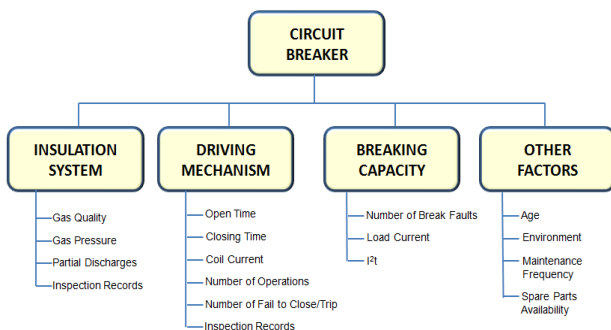 CIRCUIT
BREAKER
INSULATION
SYSTEM
Gas Quality
Gas Pressure
Partial Discharges
Inspection Records
DRIVING
MECHANISM
Open Time
Closing Time
Coil Current
Number of Operations
Number of Fail to Close/Trip
Inspection Records
BREAKING
CAPACITY
Number of Break Faults
Load Current
I²t
OTHER
FACTORS
Age
Environment
Maintenance
Frequency
Spare Parts
Availability